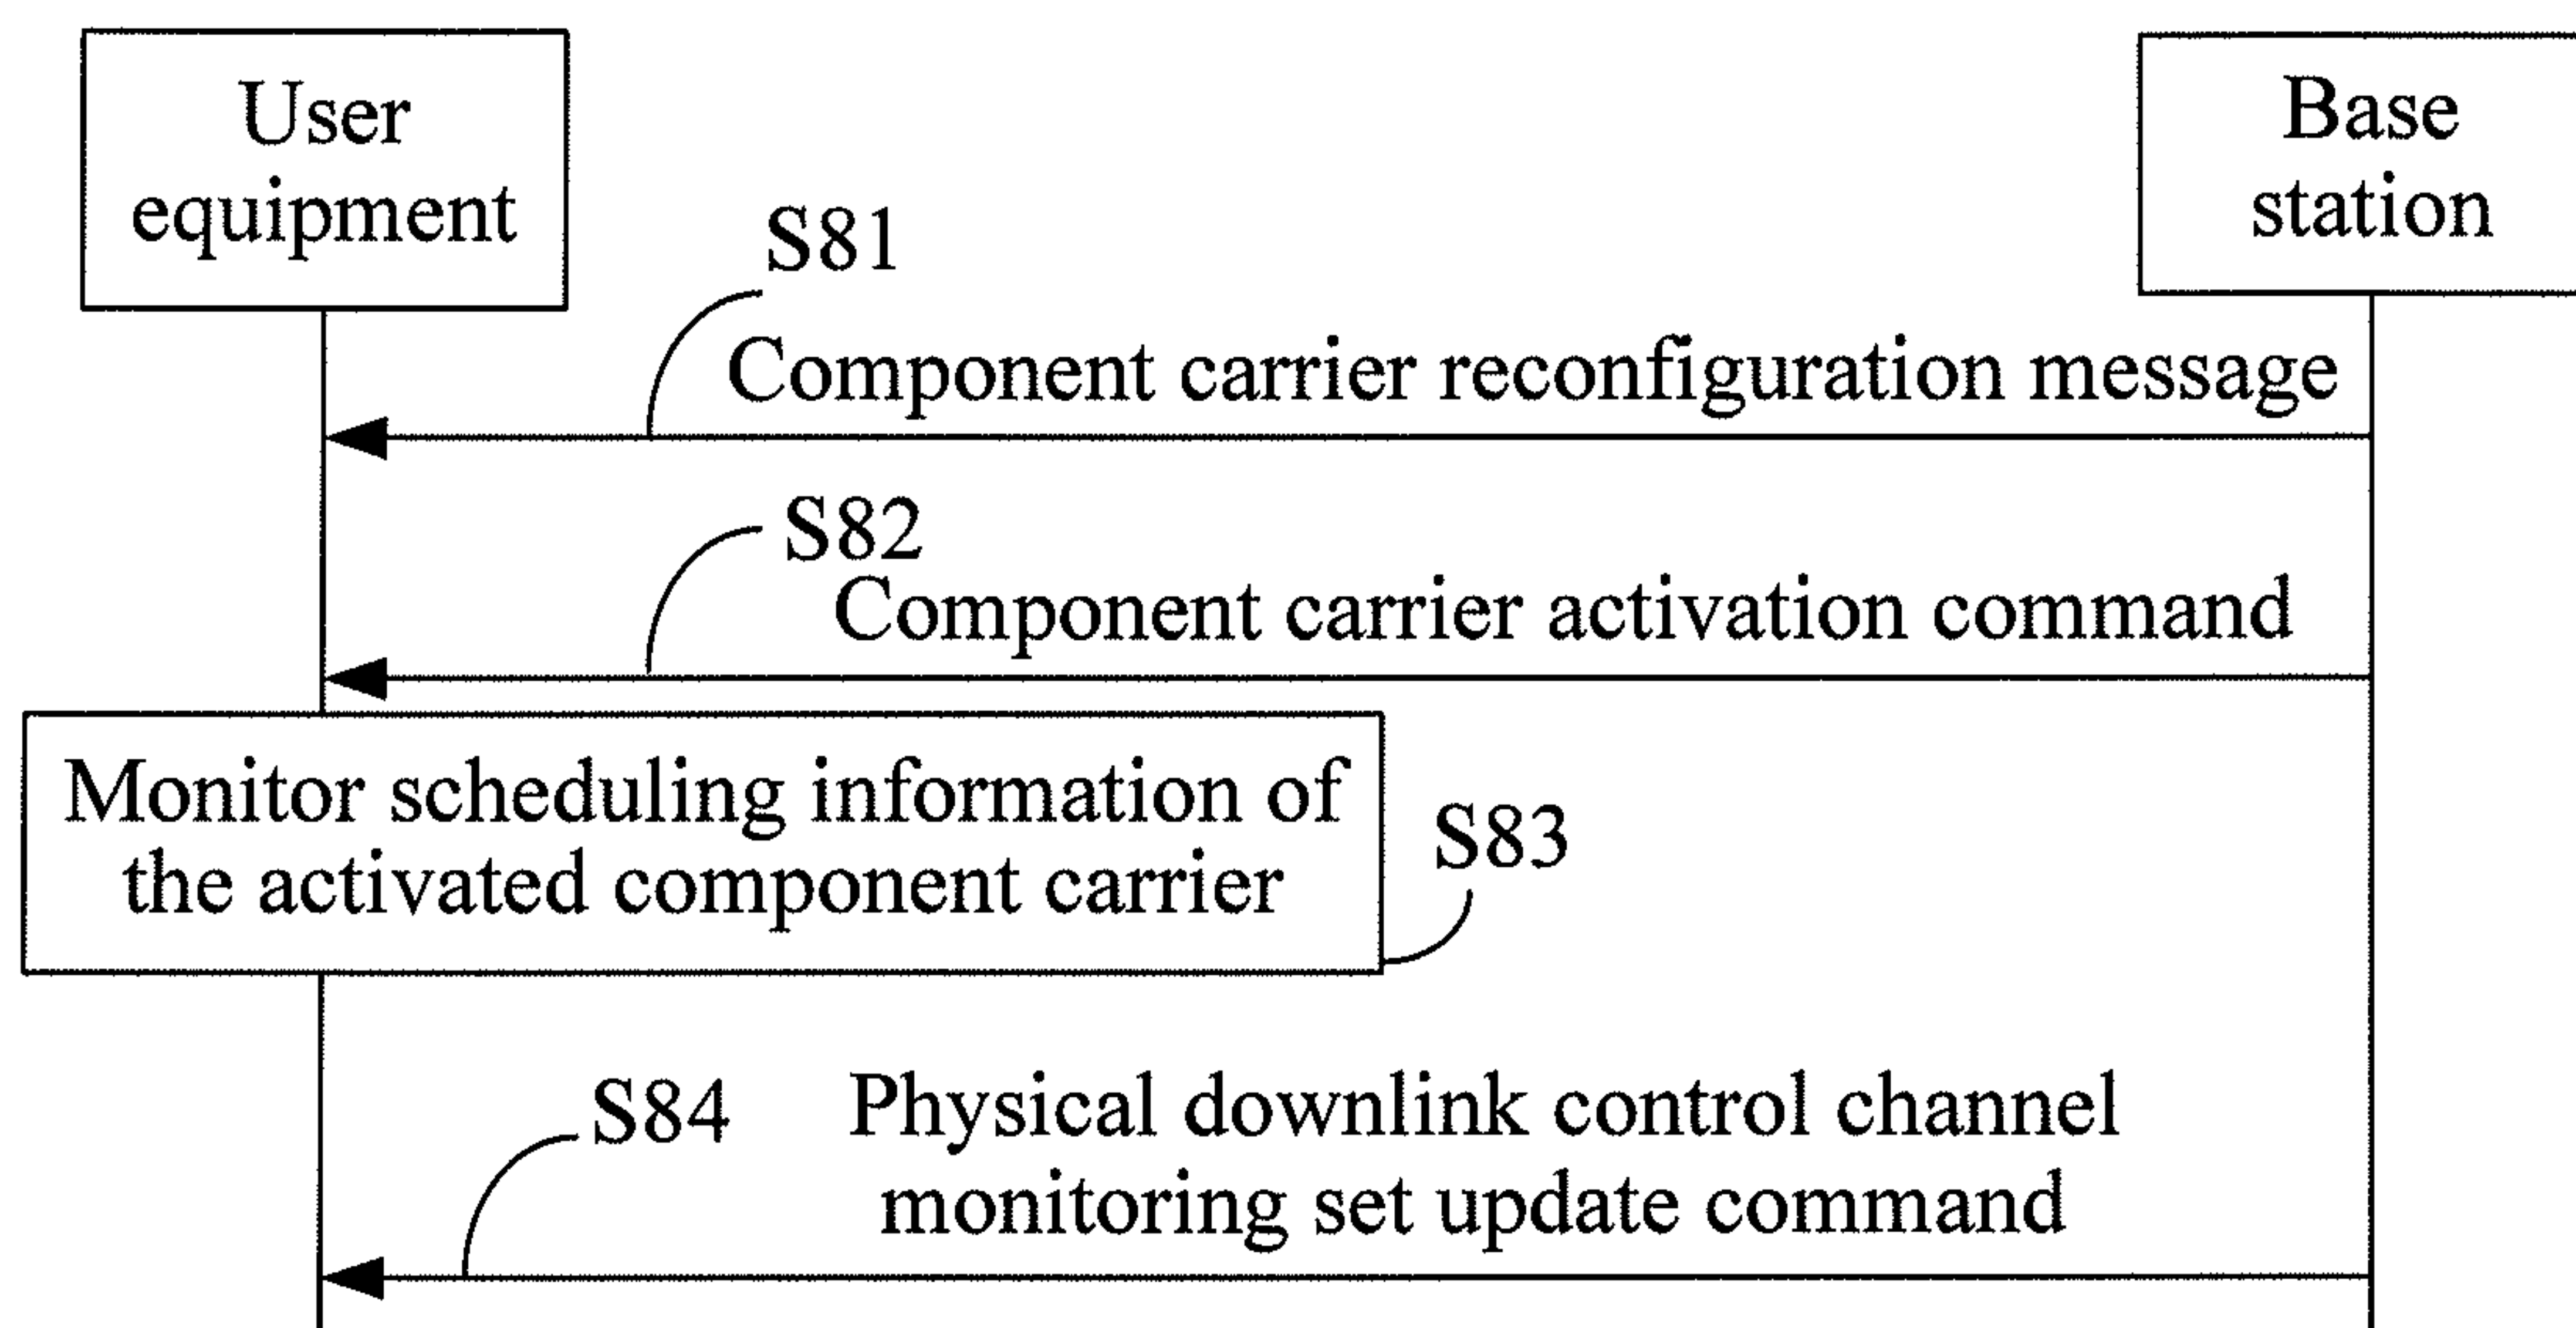 User
equipment
Base
station
S81
Component carrier reconfiguration message
S82
Component carrier activation command
Monitor scheduling information of
the activated component carrier
S83
S84
Physical downlink control channel
monitoring set update command